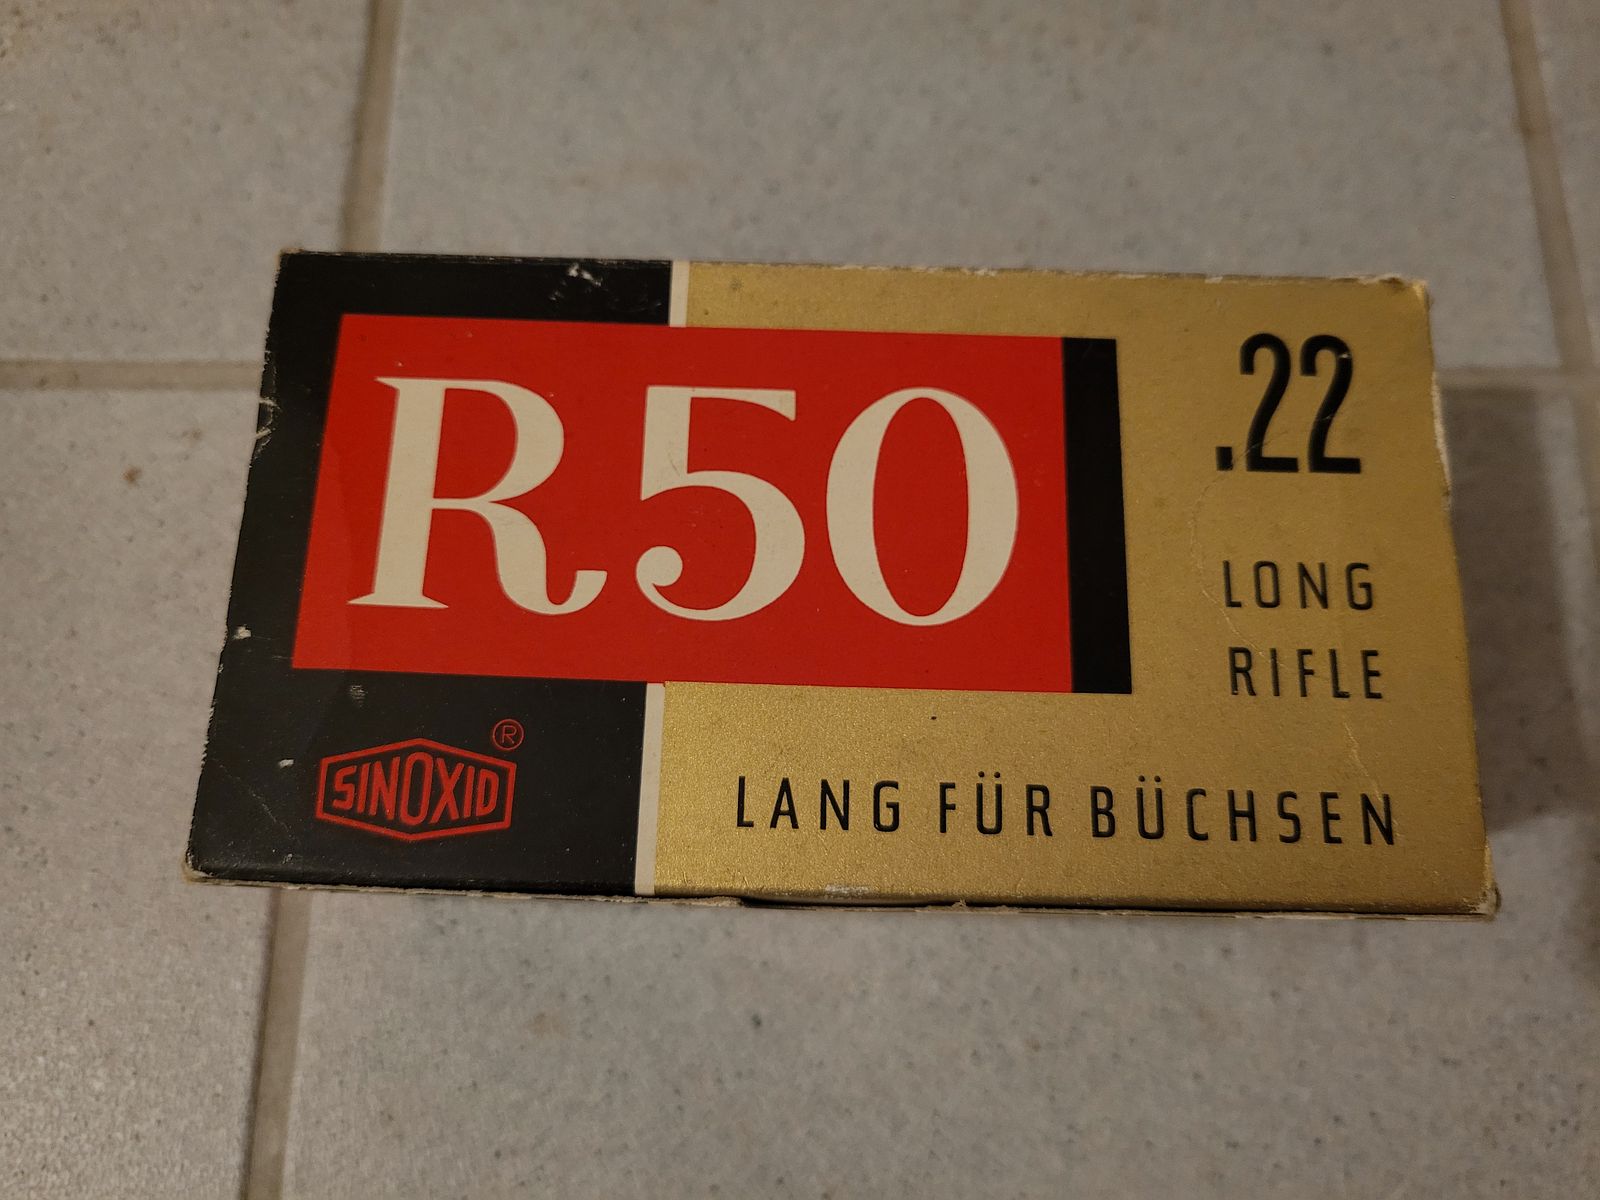 R50
.22
LONG
RIFLE
SINOXID ®
LANG FÜR BÜCHSEN